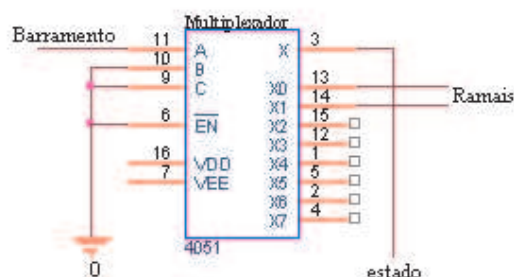 Multiplexador
Barramento 11 A X 3
10 B
9 C X0 13
X1 14 Ramais
6 EN X2 15
X3 12
16 VDD X4 1
7 VEE X5 5
X6 2
X7 4
4051
0 estado